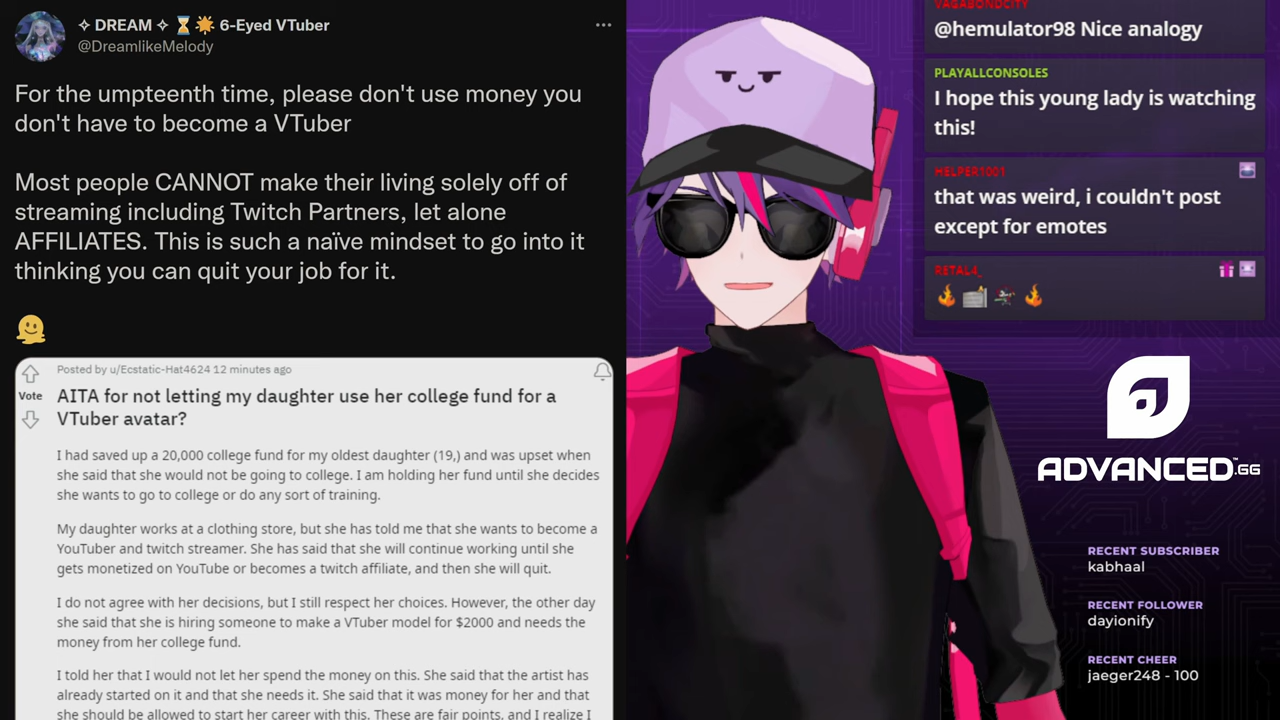 ✧ DREAM ✧ ⏳ 6-Eyed VTuber
@DreamlikeMelody
For the umpteenth time, please don't use money you
don't have to become a VTuber
Most people CANNOT make their living solely off of
streaming including Twitch Partners, let alone
AFFILIATES. This is such a naïve mindset to go into it
thinking you can quit your job for it.
Posted by u/Ecstatic-Hat4624 12 minutes ago
Vote
AITA for not letting my daughter use her college fund for a
VTuber avatar?
I had saved up a 20,000 college fund for my oldest daughter (19,) and was upset when
she said that she would not be going to college. I am holding her fund until she decides
she wants to go to college or do any sort of training.
My daughter works at a clothing store, but she has told me that she wants to become a
YouTuber and twitch streamer. She has said that she will continue working until she
gets monetized on YouTube or becomes a twitch affiliate, and then she will quit.
I do not agree with her decisions, but I still respect her choices. However, the other day
she said that she is hiring someone to make a VTuber model for $2000 and needs the
money from her college fund.
I told her that I would not let her spend the money on this. She said that the artist has
already started on it and that she needs it. She said that it was money for her and that
she should be allowed to start her career with this. These are fair points, and I realize I
VAGABONDCITY
@hemulator98 Nice analogy
PLAYALLCONSOLES
I hope this young lady is watching
this!
HELPER1001
that was weird, i couldn't post
except for emotes
RETAL4_
ADVANCED™.GG
RECENT SUBSCRIBER
kabhaal
RECENT FOLLOWER
dayionify
RECENT CHEER
jaeger248 - 100